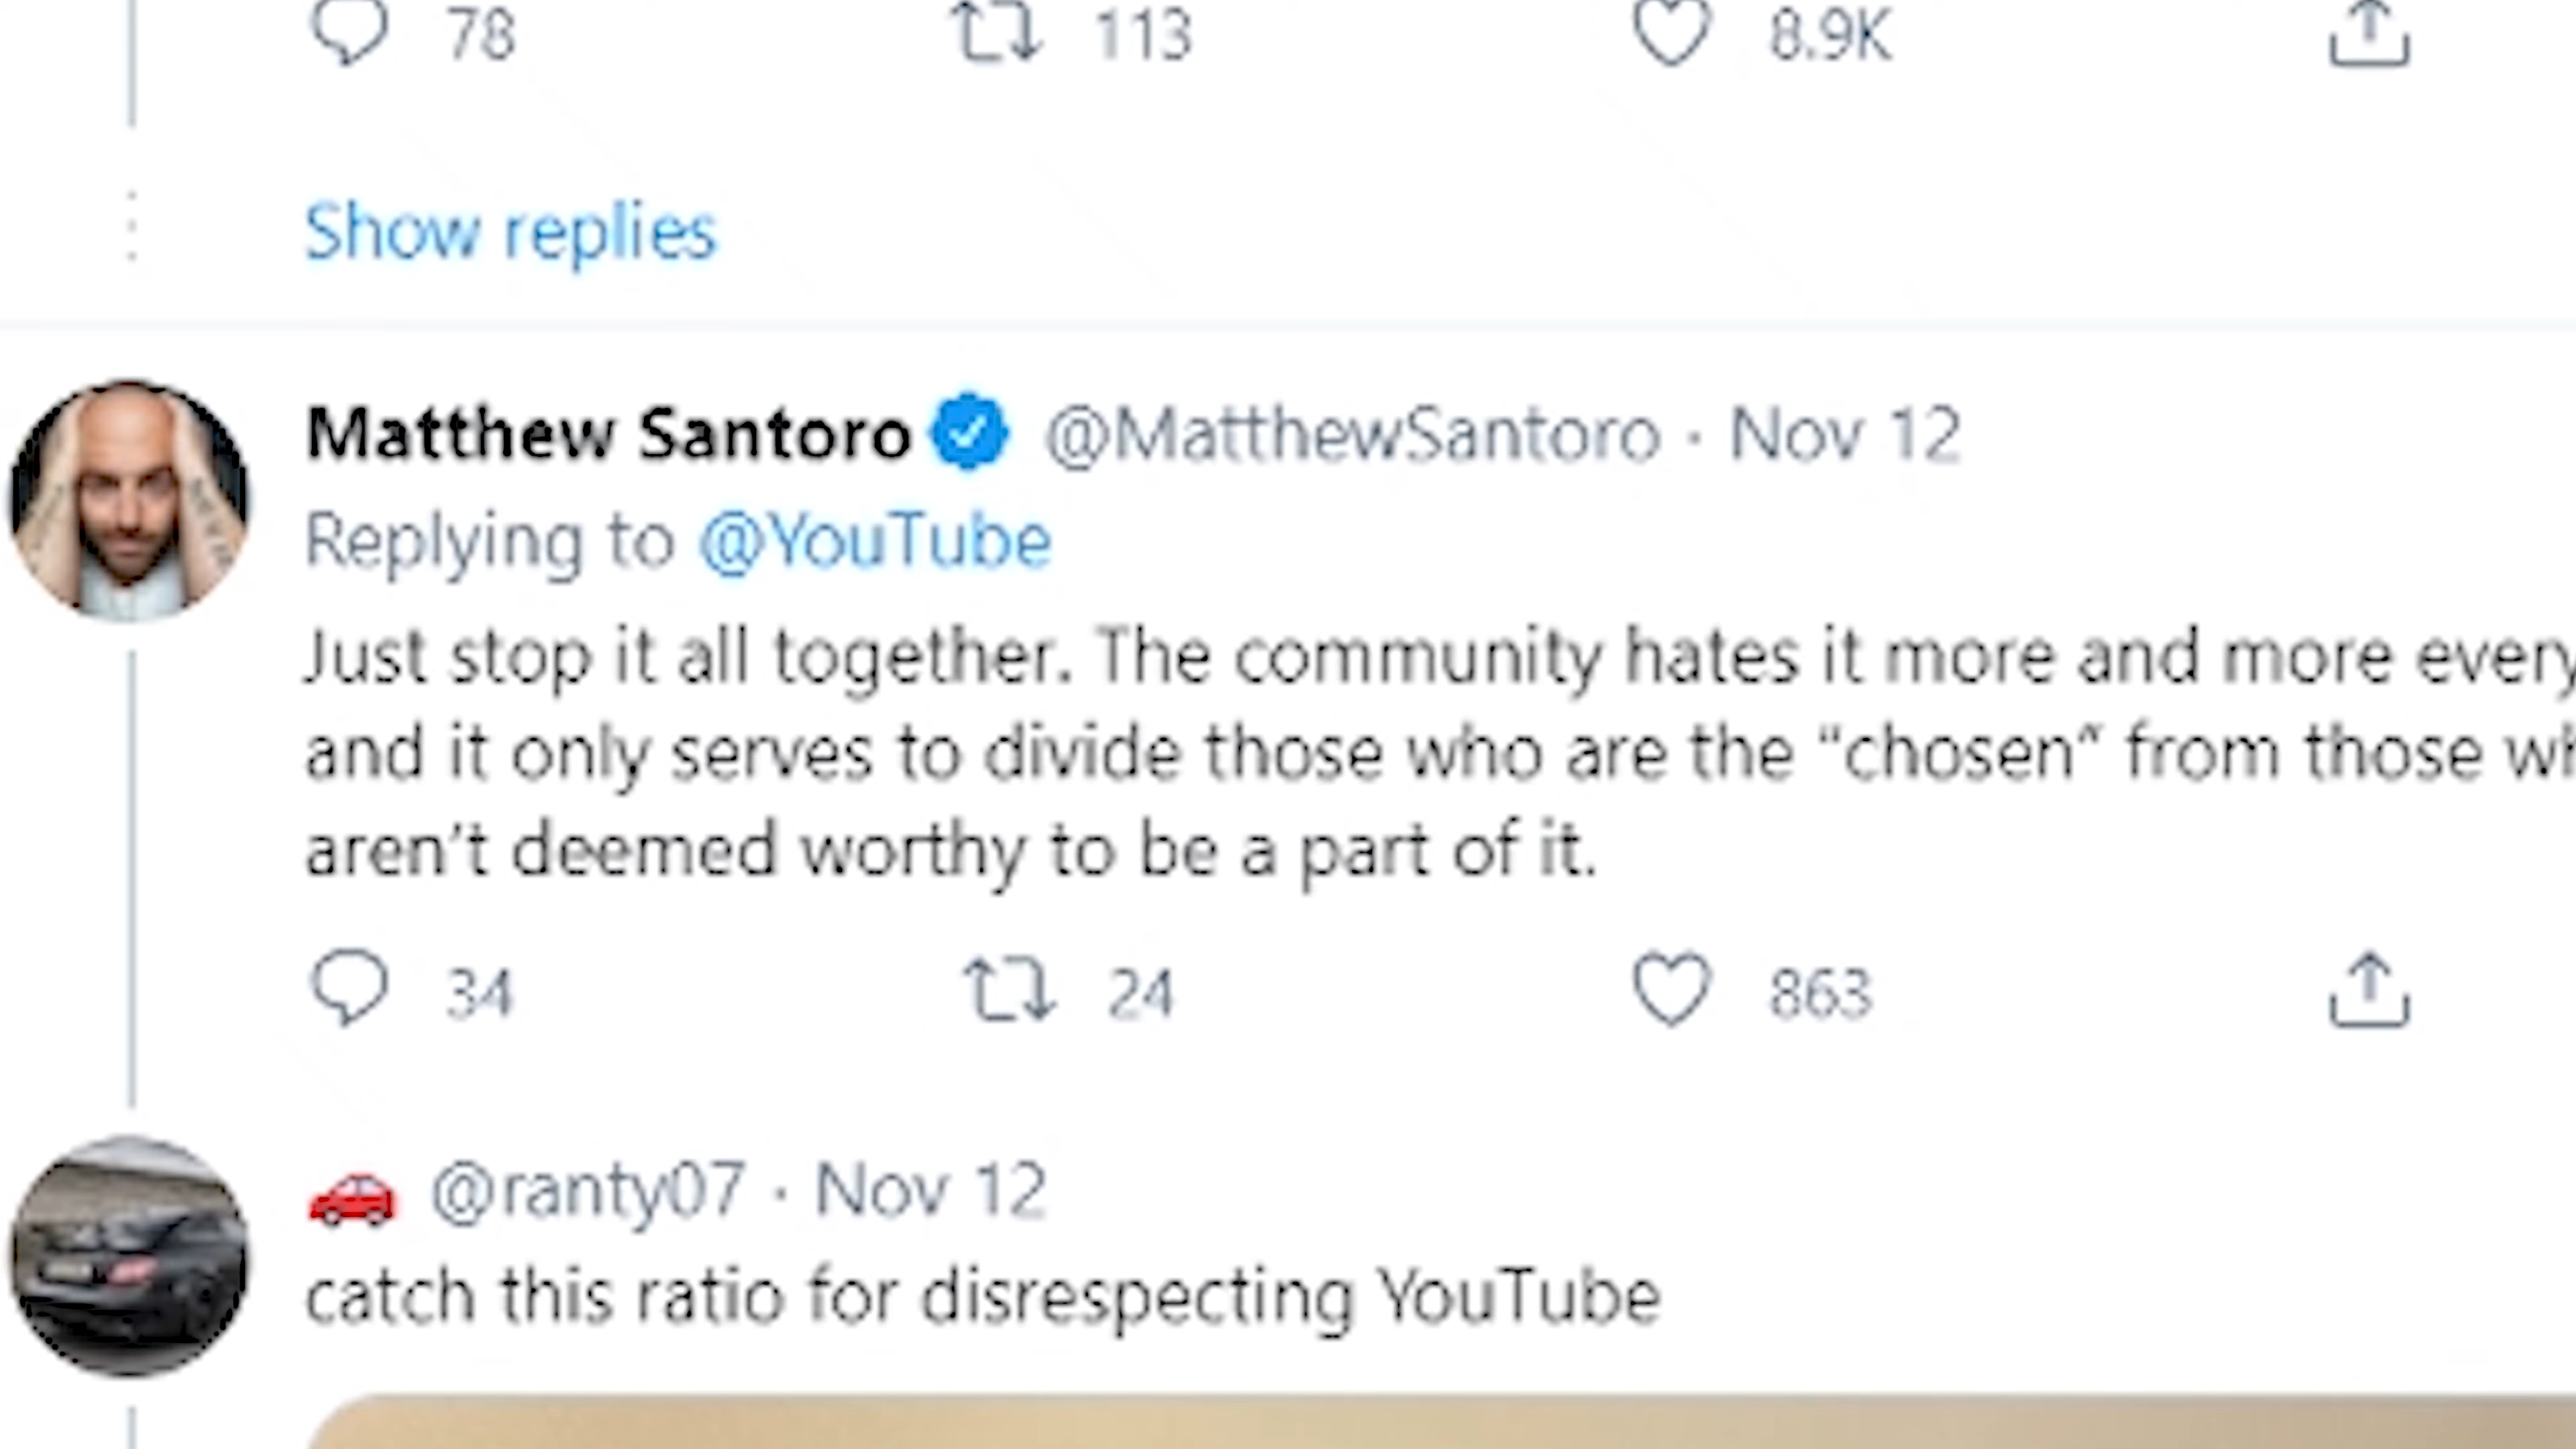 78 113 8.9K
Show replies
Matthew Santoro @MatthewSantoro · Nov 12
Replying to @YouTube
Just stop it all together. The community hates it more and more every
and it only serves to divide those who are the “chosen” from those
aren’t deemed worthy to be a part of it.
34 24 863
@ranty07 · Nov 12
catch this ratio for disrespecting YouTube